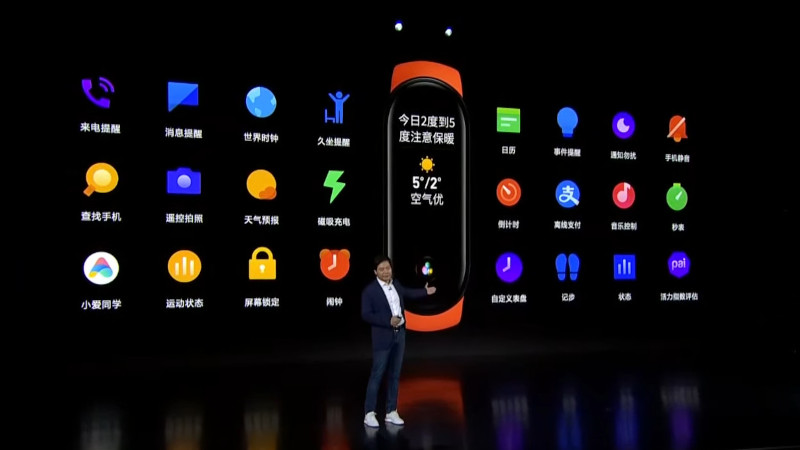 来电提醒
消息提醒
世界时钟
久坐提醒
查找手机
遥控拍照
天气预报
磁吸充电
小爱同学
运动状态
屏幕锁定
闹钟
今日2度到5
度注意保暖
5°/2°
空气优
日历
事件提醒
通知勿扰
手机静音
倒计时
离线支付
支
音乐控制
秒表
自定义表盘
记步
状态
pai
活力指数评估